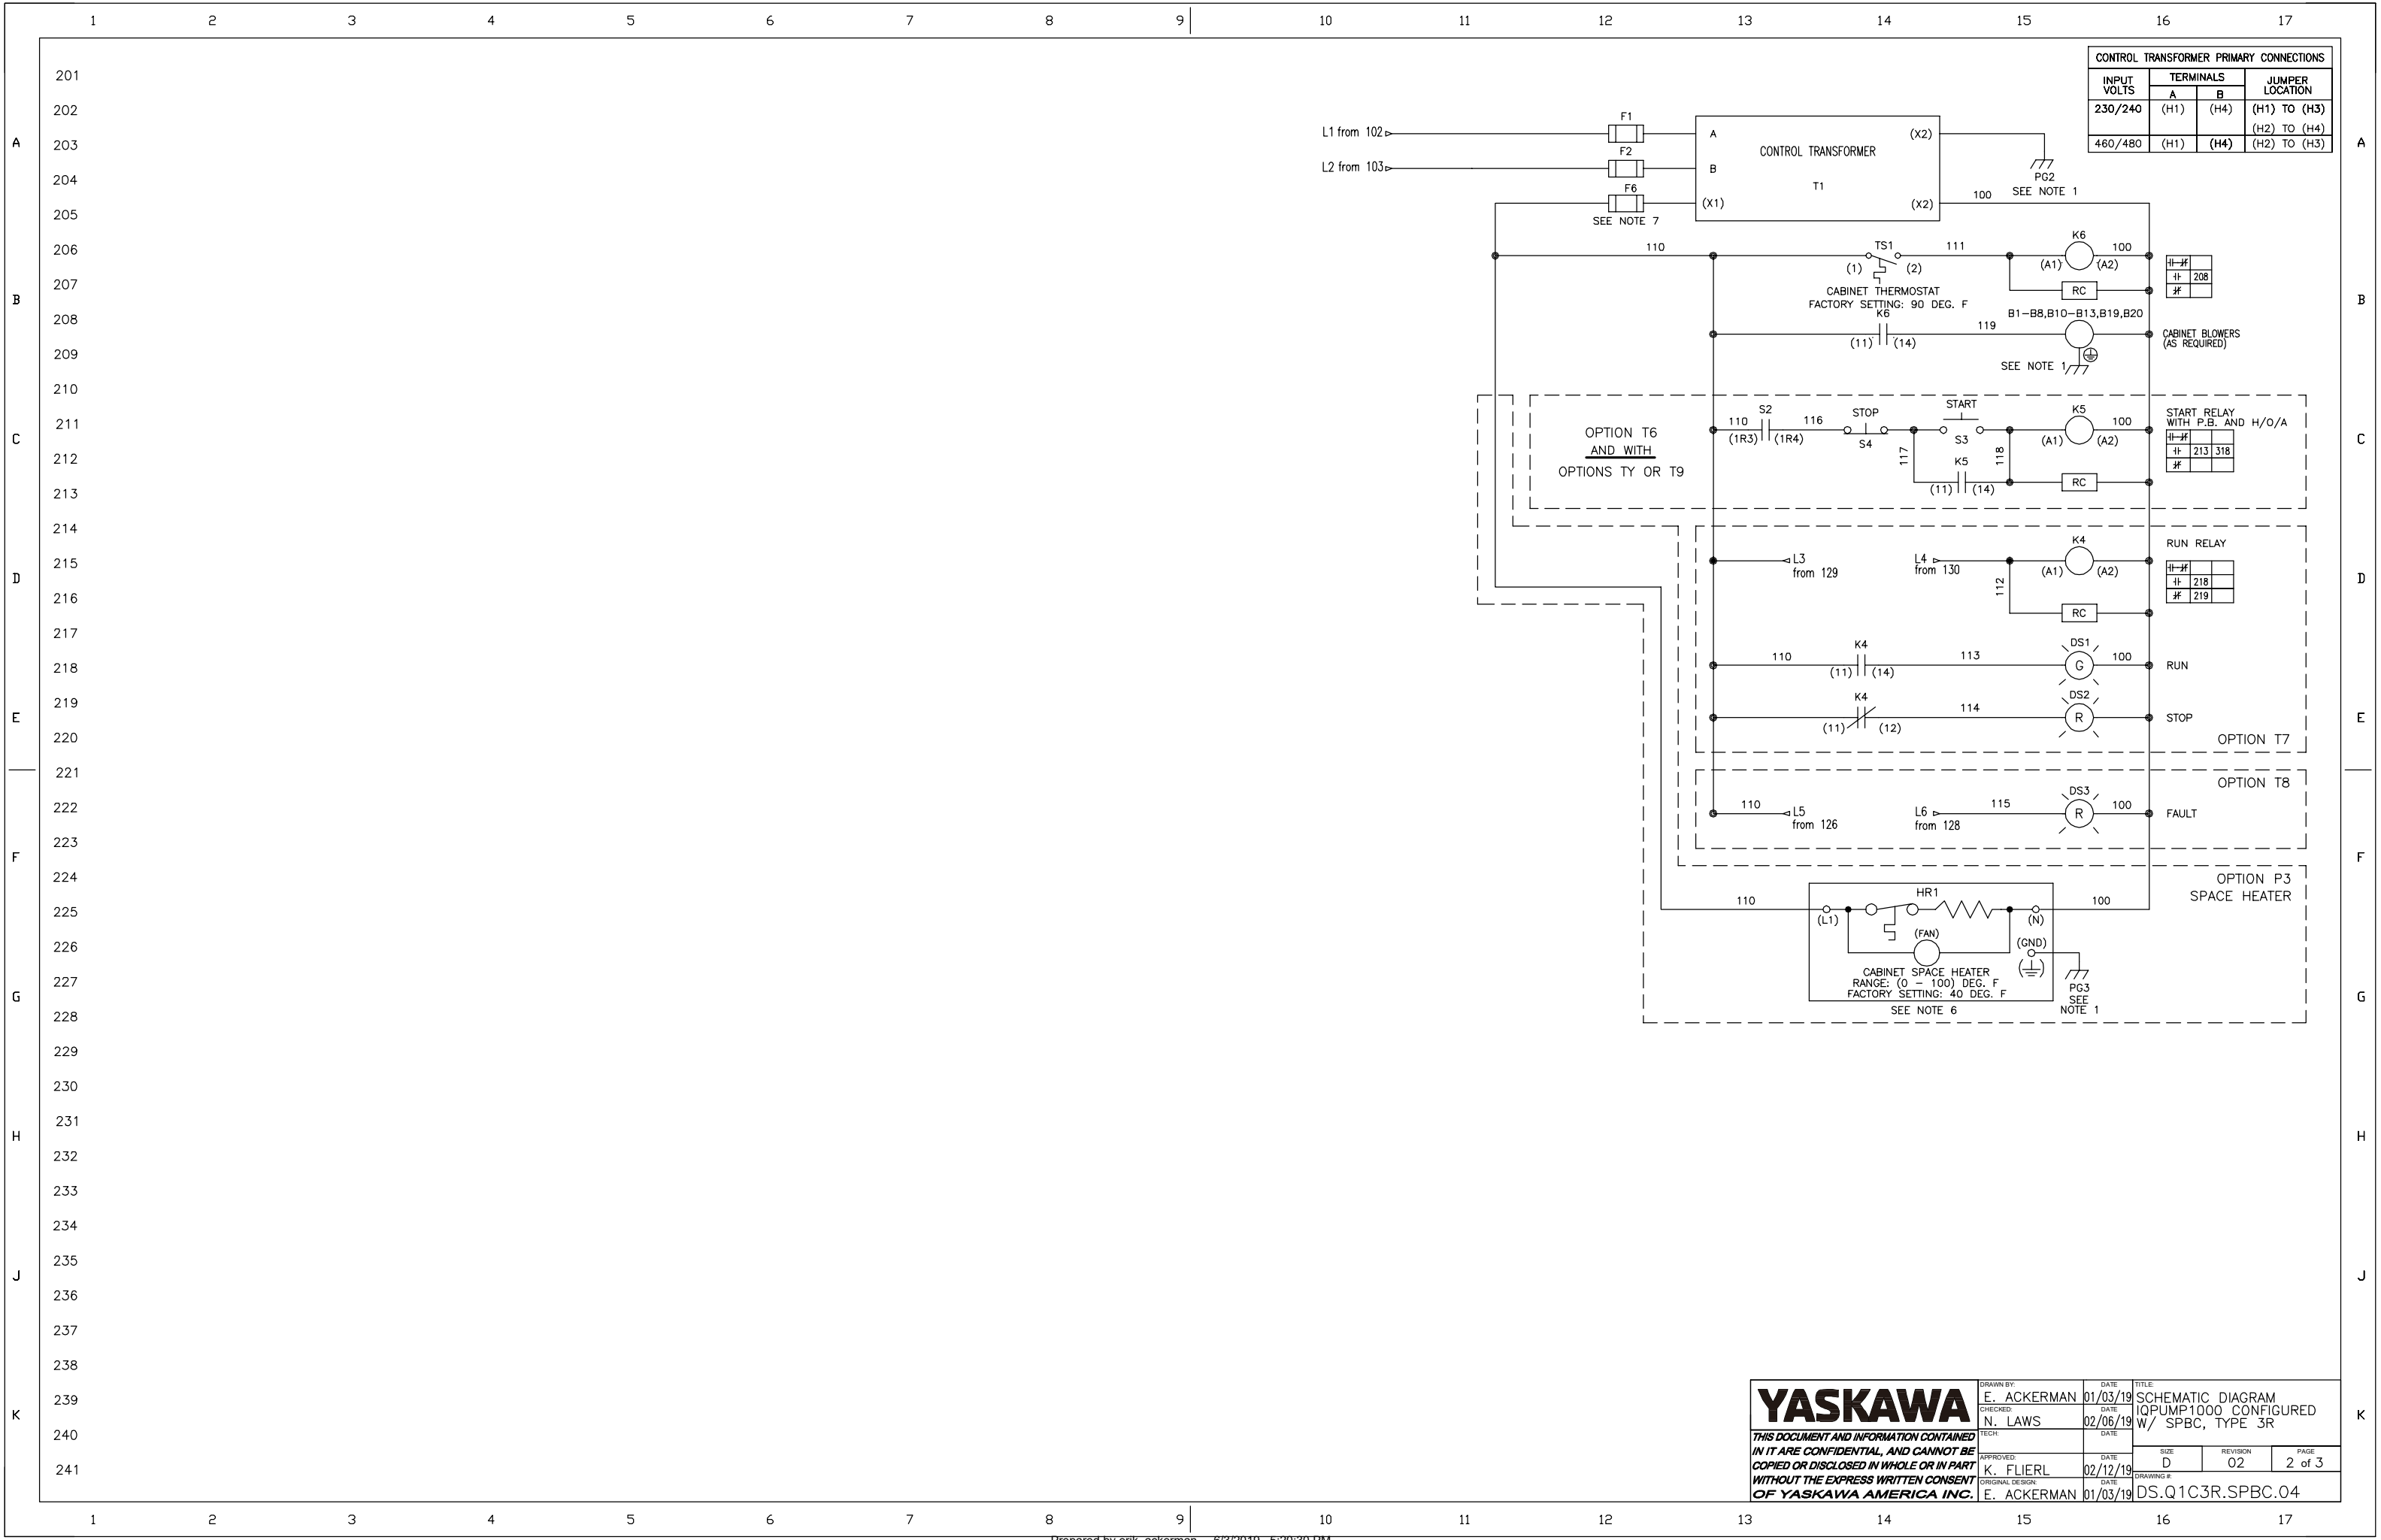 1 2 3 4 5 6 7 8 9 10 11 12 13 14 15 16 17
CONTROL TRANSFORMER PRIMARY CONNECTIONS
INPUT VOLTS TERMINALS JUMPER LOCATION
A B
230/240 (H1) (H4) (H1) TO (H3)
(H2) TO (H4)
460/480 (H1) (H4) (H2) TO (H3)
201
202
203
204
205
206
207
208
209
210
211
212
213
214
215
216
217
218
219
220
221
222
223
224
225
226
227
228
229
230
231
232
233
234
235
236
237
238
239
240
241
A
B
C
D
E
F
G
H
J
K
L1 from 102
F1
A
(X2)
L2 from 103
F2
B
CONTROL TRANSFORMER
T1
PG2
SEE NOTE 1
F6
(X1)
(X2)
100
SEE NOTE 7
110
TS1
111
K6
100
(1)
(2)
(A1)
(A2)
208
RC
CABINET THERMOSTAT
FACTORY SETTING: 90 DEG. F
K6
119
B1-B8,B10-B13,B19,B20
(11)
(14)
CABINET BLOWERS
(AS REQUIRED)
SEE NOTE 1
OPTION T6
AND WITH
OPTIONS TY OR T9
110
S2
116
STOP
START
K5
100
(1R3)
(1R4)
S4
S3
(A1)
(A2)
START RELAY
WITH P.B. AND H/O/A
213 318
117
K5
118
(11)
(14)
RC
L3
from 129
L4
from 130
K4
(A1)
(A2)
RUN RELAY
218
219
112
RC
110
K4
113
DS1
G
100
RUN
(11)
(14)
K4
114
DS2
R
STOP
(11)
(12)
OPTION T7
OPTION T8
110
L5
from 126
L6
from 128
115
DS3
R
100
FAULT
OPTION P3
SPACE HEATER
110
HR1
100
(L1)
(N)
(FAN)
(GND)
CABINET SPACE HEATER
RANGE: (0 - 100) DEG. F
FACTORY SETTING: 40 DEG. F
SEE NOTE 6
PG3
SEE
NOTE 1
A
B
C
D
E
F
G
H
J
K
YASKAWA
THIS DOCUMENT AND INFORMATION CONTAINED
IN IT ARE CONFIDENTIAL, AND CANNOT BE
COPIED OR DISCLOSED IN WHOLE OR IN PART
WITHOUT THE EXPRESS WRITTEN CONSENT
OF YASKAWA AMERICA INC.
DRAWN BY: DATE
E. ACKERMAN 01/03/19
CHECKED: DATE
N. LAWS 02/06/19
TECH: DATE
APPROVED: DATE
K. FLIERL 02/12/19
ORIGINAL DESIGN: DATE
E. ACKERMAN 01/03/19
TITLE:
SCHEMATIC DIAGRAM
IQPUMP1000 CONFIGURED
W/ SPBC, TYPE 3R
SIZE REVISION PAGE
D 02 2 of 3
DRAWING #:
DS.Q1C3R.SPBC.04
1 2 3 4 5 6 7 8 9 10 11 12 13 14 15 16 17